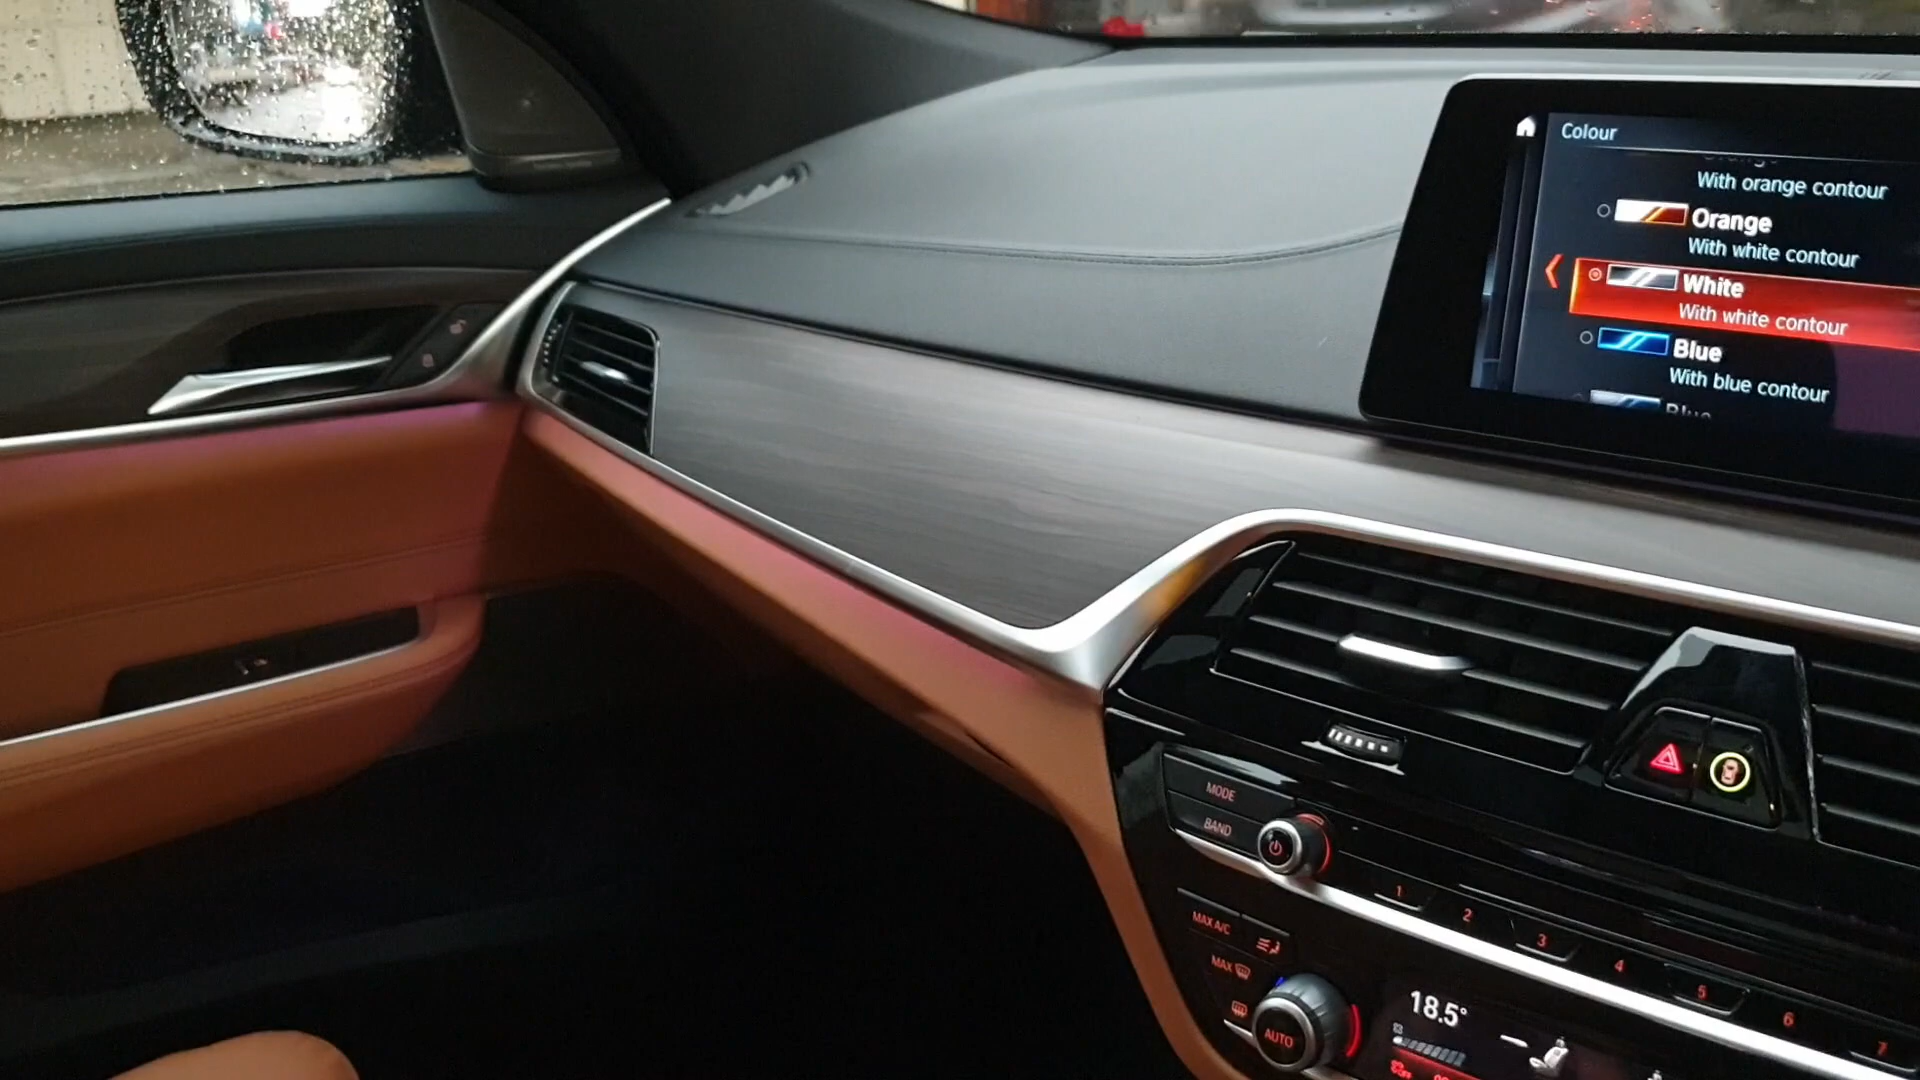 Colour
With orange contour
Orange
With white contour
White
With white contour
Blue
With blue contour
Blue
MODE
BAND
1
2
3
4
5
6
7
MAX A/C
MAX
AUTO
18.5°